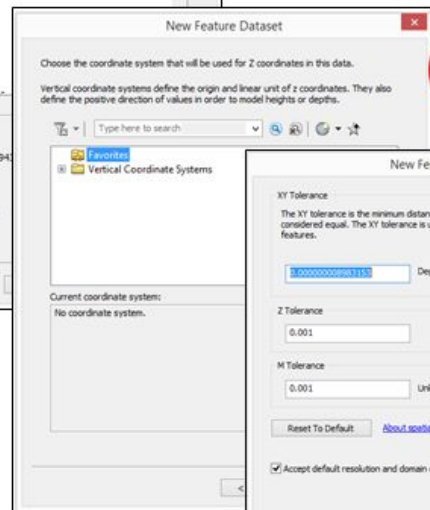 New Feature Dataset
Choose the coordinate system that will be used for Z coordinates in this data.
Vertical coordinate systems define the origin and linear unit of z coordinates. They also
define the positive direction of values in order to model heights or depths.
Type here to search
Favorites
Vertical Coordinate Systems
Current coordinate system:
No coordinate system.
<
New Fe
XY Tolerance
The XY tolerance is the minimum distan
considered equal. The XY tolerance is u
features.
0.000000008983153
Deg
Z Tolerance
0.001
M Tolerance
0.001
Unk
Reset To Default
About spatia
Accept default resolution and domain